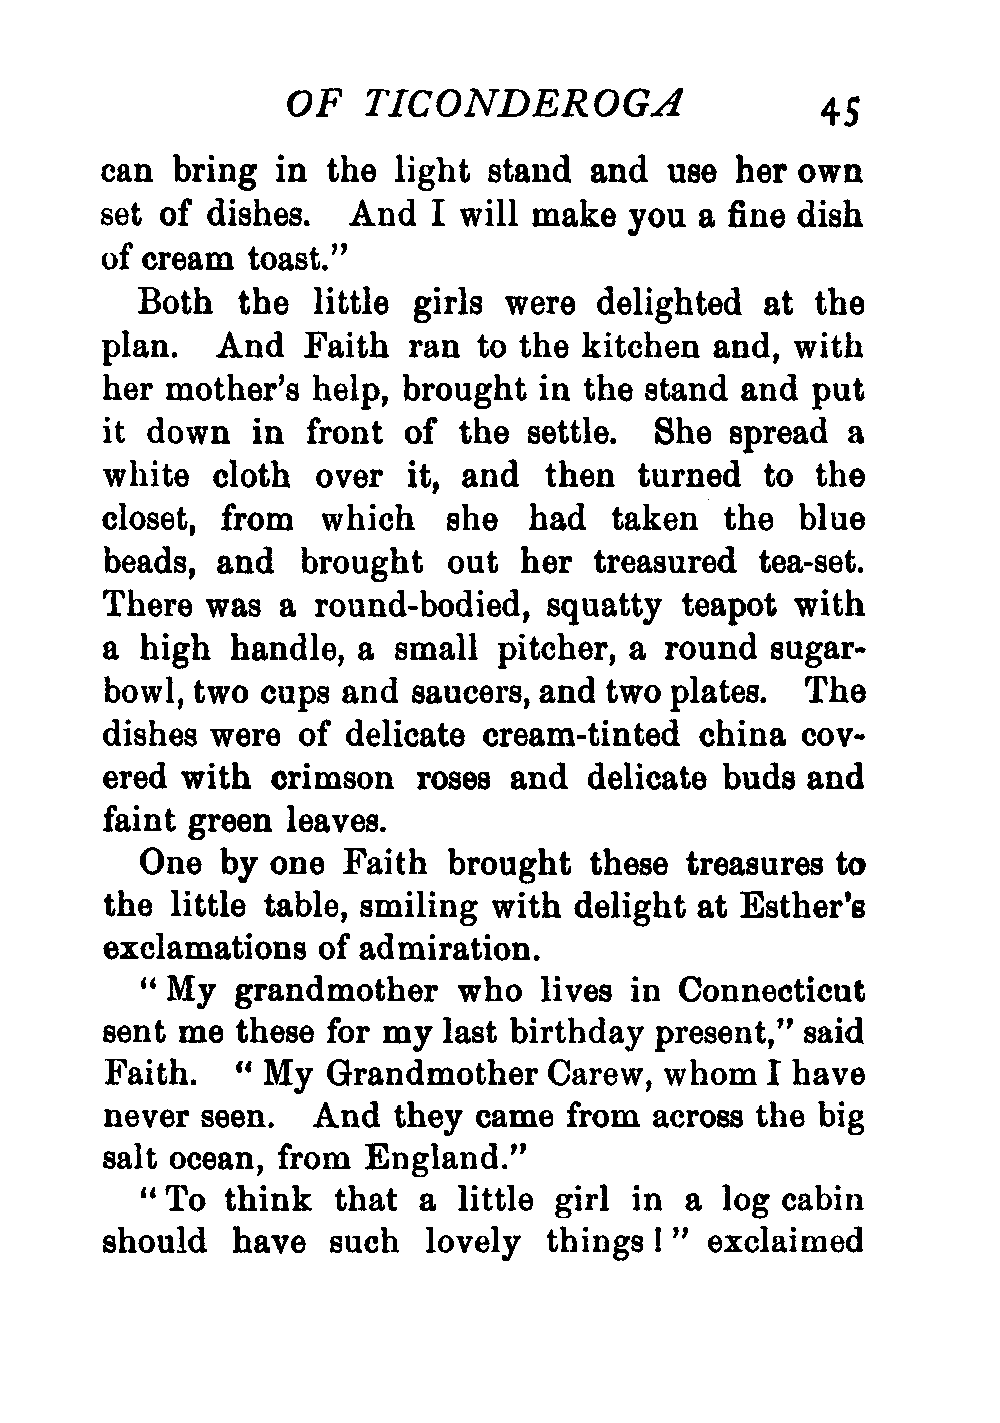 OF TICONDEROGA 45
can bring in the light stand and use her own
set of dishes. And I will make you a fine dish
of cream toast.”
Both the little girls were delighted at the
plan. And Faith ran to the kitchen and, with
her mother’s help, brought in the stand and put
it down in front of the settle. She spread a
white cloth over it, and then turned to the
closet, from which she had taken the blue
beads, and brought out her treasured tea-set.
There was a round-bodied, squatty teapot with
a high handle, a small pitcher, a round sugar-
bowl, two cups and saucers, and two plates. The
dishes were of delicate cream-tinted china cov-
ered with crimson roses and delicate buds and
faint green leaves.
One by one Faith brought these treasures to
the little table, smiling with delight at Esther’s
exclamations of admiration.
“ My grandmother who lives in Connecticut
sent me these for my last birthday present,” said
Faith. “ My Grandmother Carew, whom I have
never seen. And they came from across the big
salt ocean, from England.”
“ To think that a little girl in a log cabin
should have such lovely things ! ” exclaimed